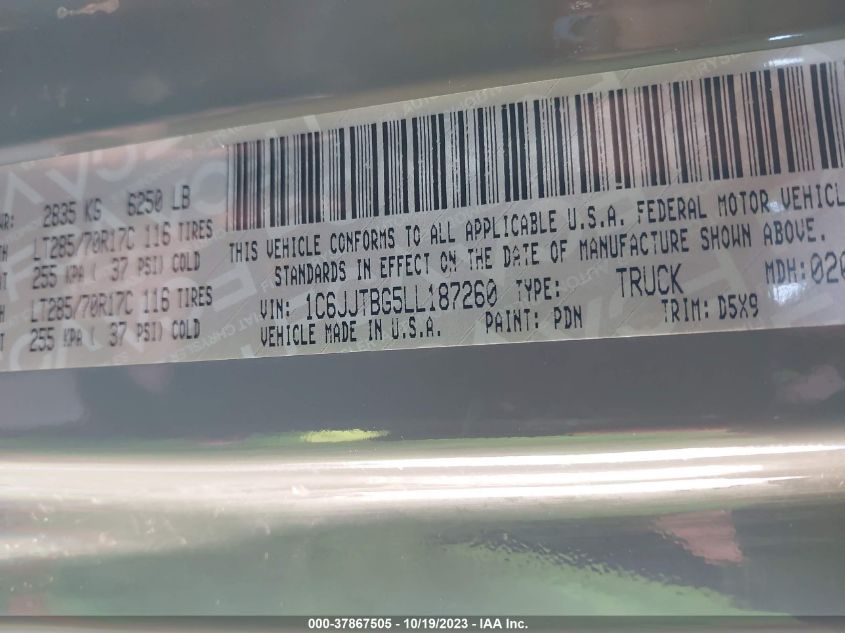 WR: 2835 KG 6250 LB
LT285/70R17C 116 TIRES
255 KPA ( 37 PSI) COLD
LT285/70R17C 116 TIRES
255 KPA ( 37 PSI) COLD
THIS VEHICLE CONFORMS TO ALL APPLICABLE U.S.A. FEDERAL MOTOR VEHICLE
STANDARDS IN EFFECT ON THE DATE OF MANUFACTURE SHOWN ABOVE.
VIN: 1C6JJTBG5LL187260 TYPE: TRUCK MDH:020
VEHICLE MADE IN U.S.A. PAINT: PDN TRIM: D5X9
000-37867505 - 10/19/2023 - IAA Inc.